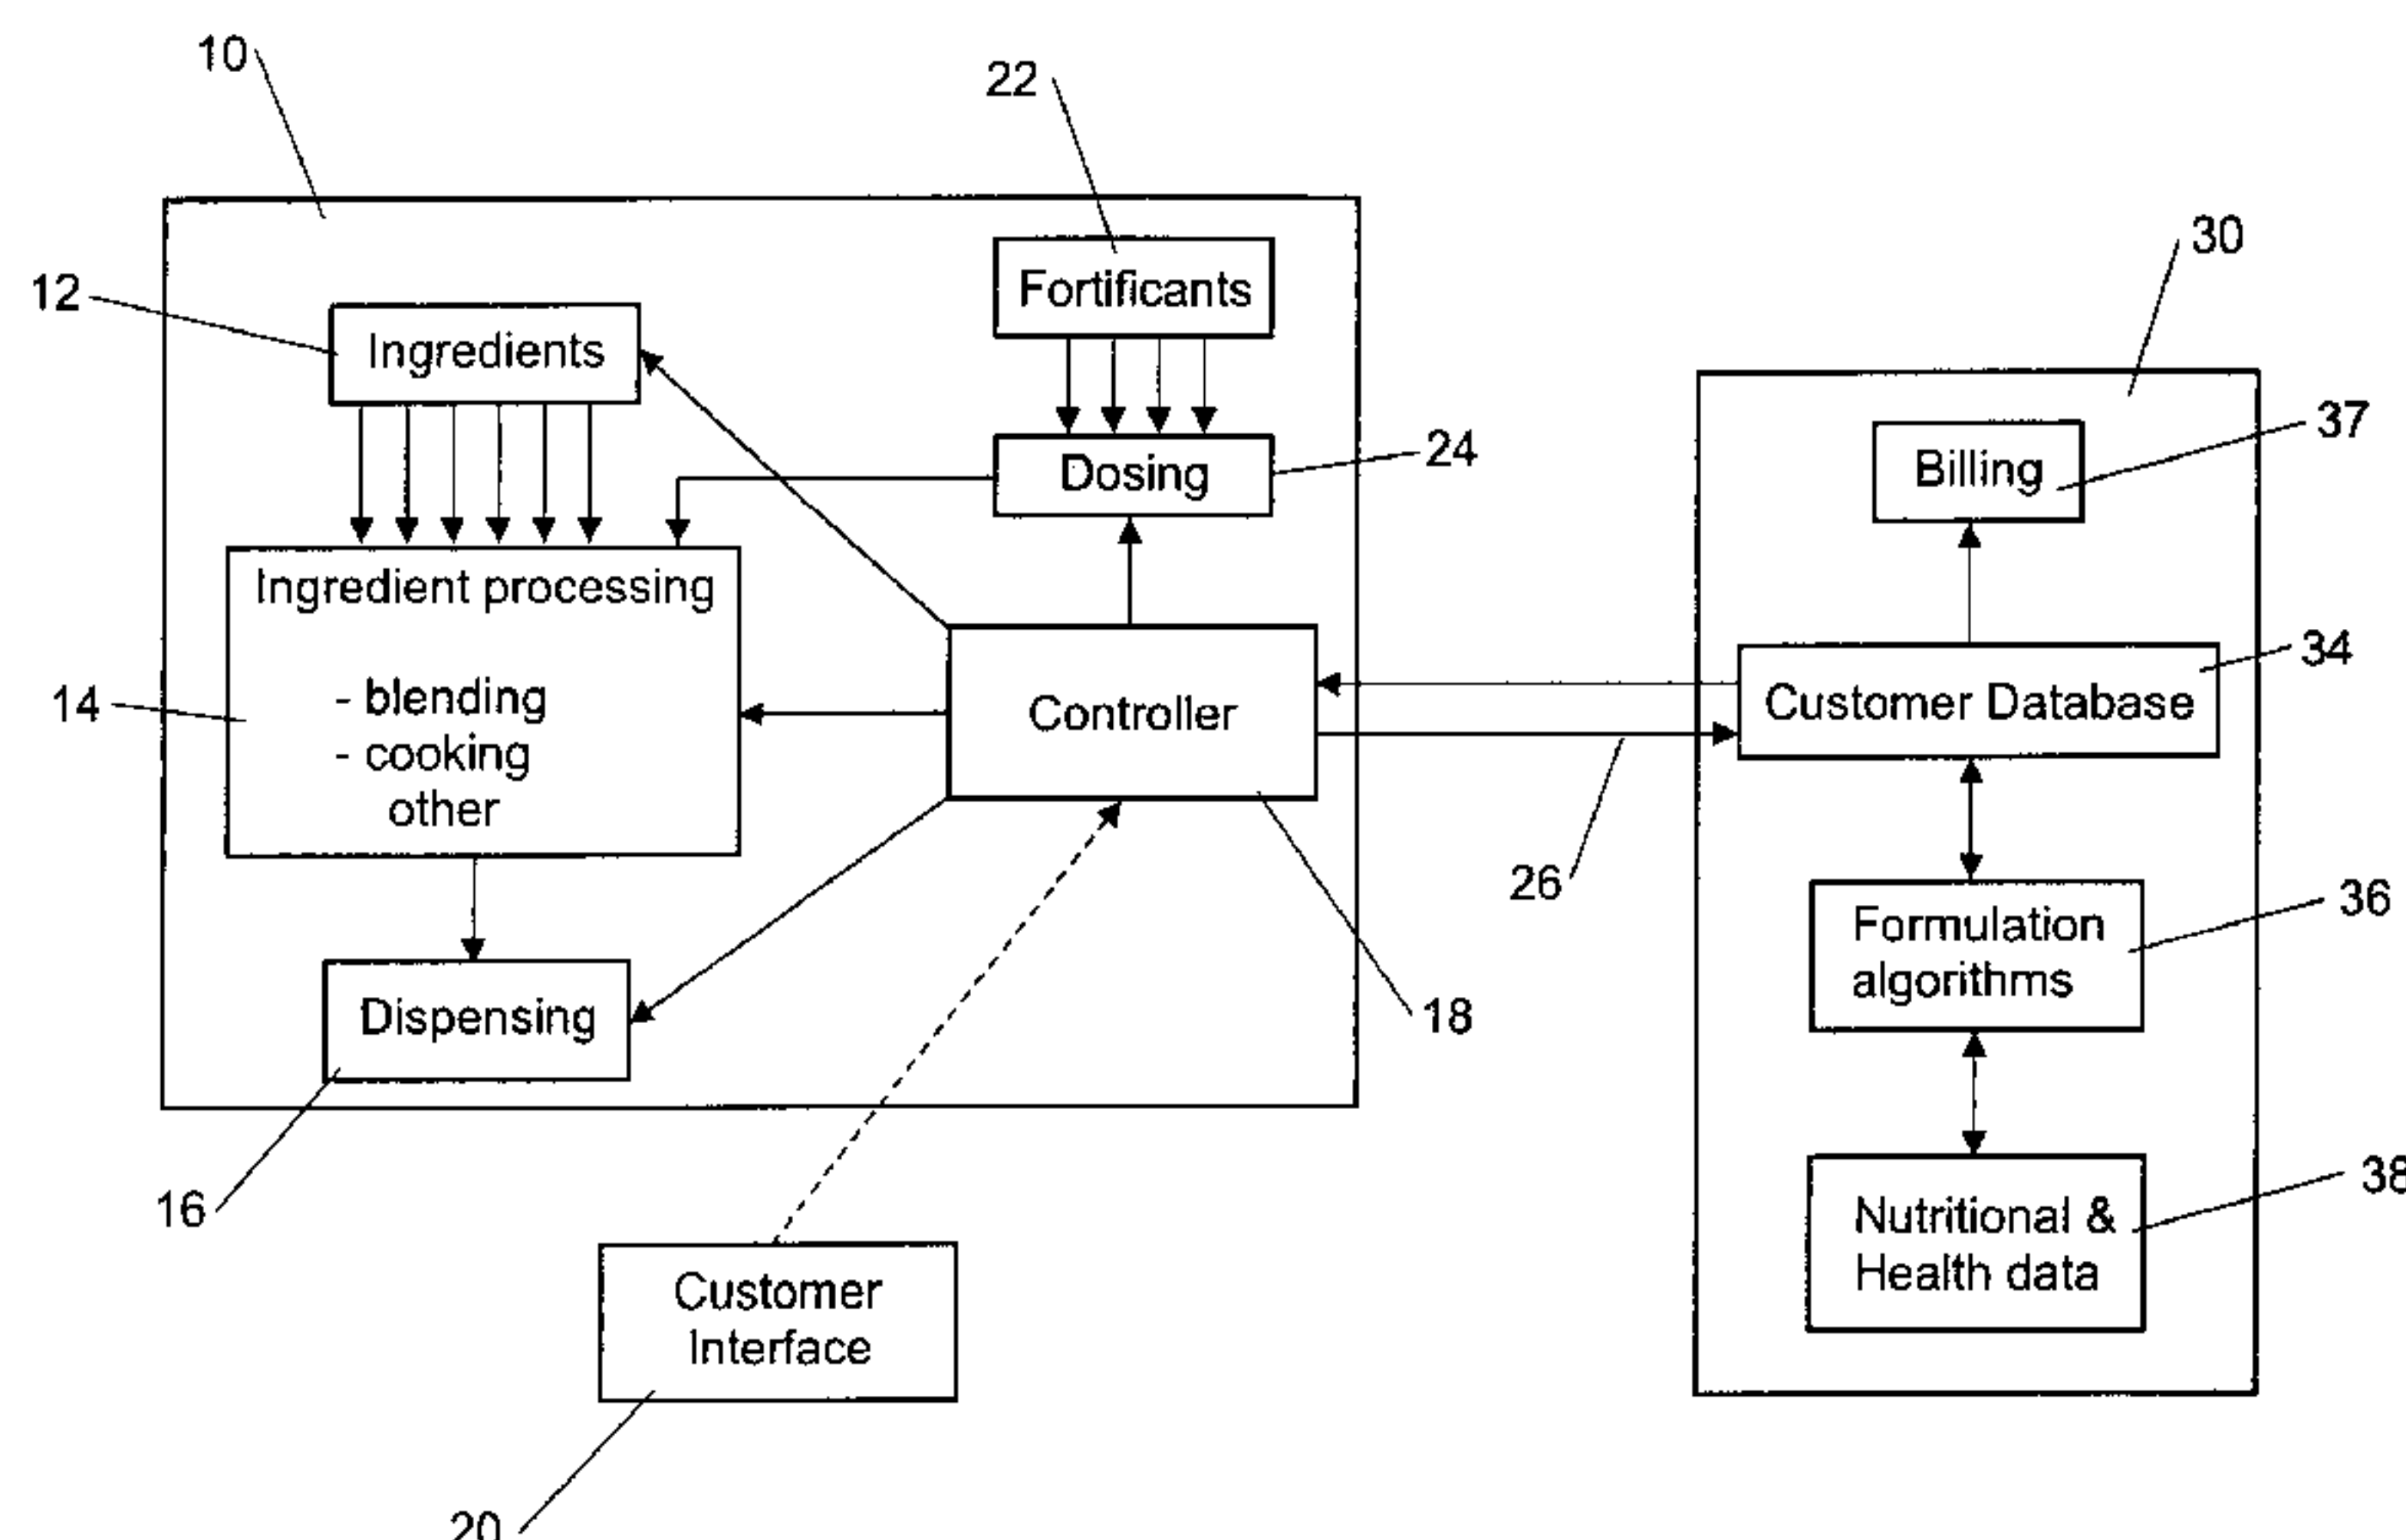 10
22
30
12
Ingredients
Fortificants
37
Billing
24
Dosing
Ingredient processing
- blending
- cooking
other
14
Controller
34
Customer Database
26
36
Formulation
algorithms
Dispensing
18
16
38
Nutritional &
Health data
Customer
Interface
20